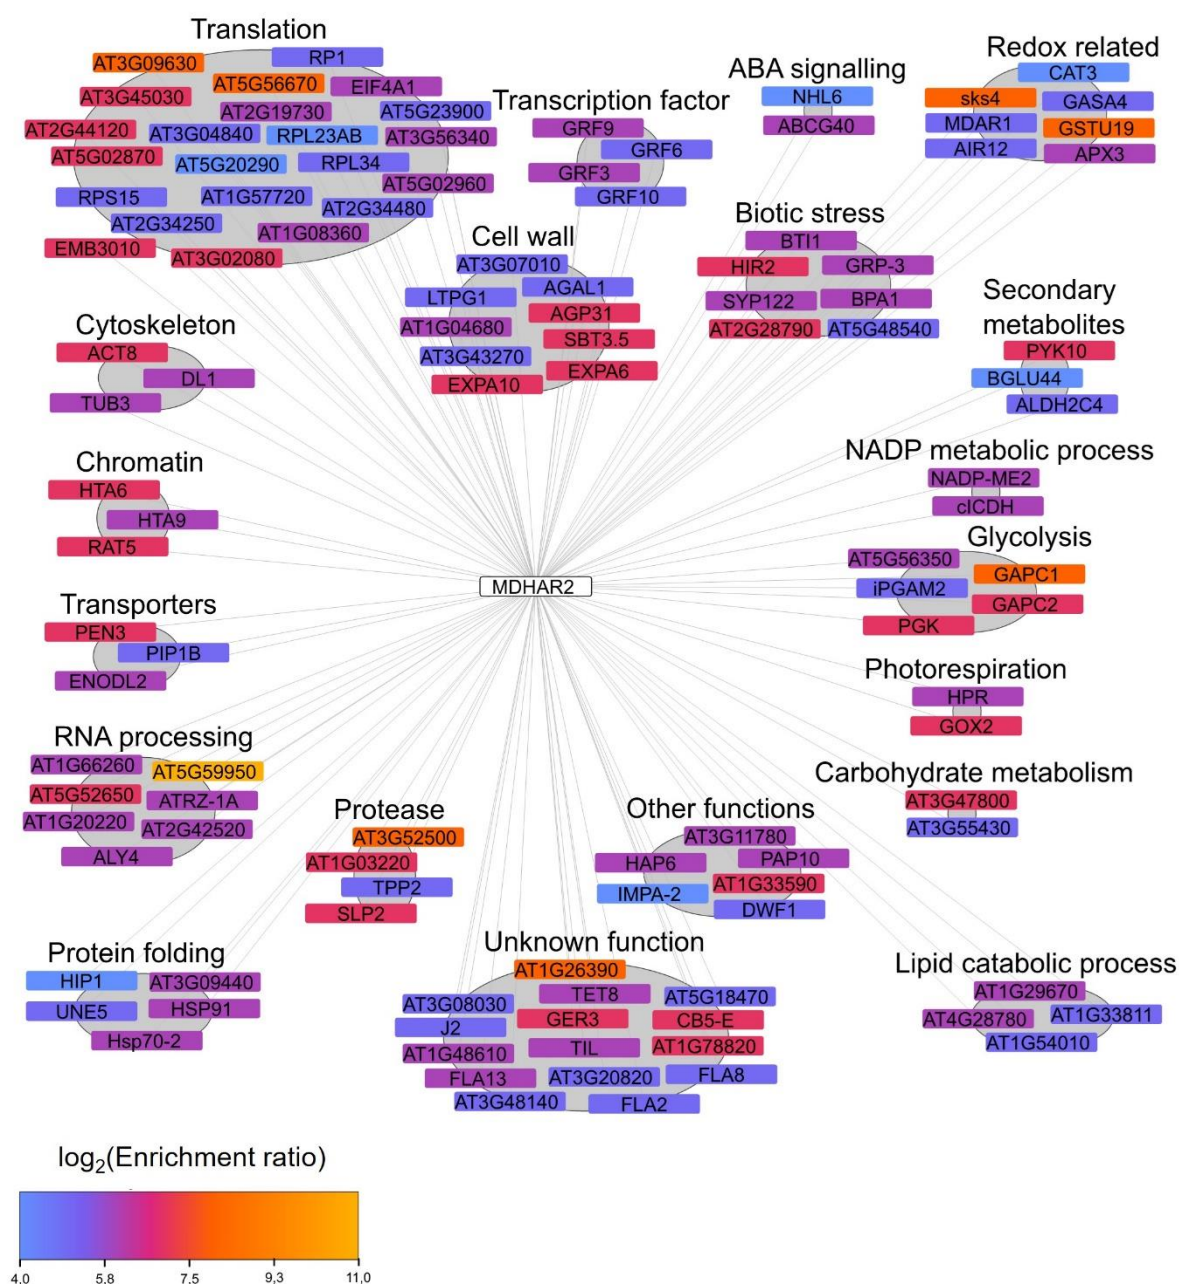 Translation
AT3G09630
RP1
AT5G56670
EIF4A1
AT3G45030
AT2G19730
AT5G23900
AT2G44120
AT3G04840
RPL23AB
AT3G56340
AT5G02870
AT5G20290
RPL34
AT5G02960
RPS15
AT1G57720
AT2G34480
AT2G34250
AT1G08360
EMB3010
AT3G02080
Transcription factor
GRF9
GRF6
GRF3
GRF10
ABA signalling
NHL6
ABCG40
Redox related
CAT3
sks4
GASA4
MDAR1
GSTU19
AIR12
APX3
Cell wall
AT3G07010
AGAL1
LTPG1
AGP31
AT1G04680
SBT3.5
AT3G43270
EXPA6
EXPA10
Biotic stress
BTI1
HIR2
GRP-3
SYP122
BPA1
AT2G28790
AT5G48540
Secondary
metabolites
PYK10
BGLU44
ALDH2C4
Cytoskeleton
ACT8
DL1
TUB3
NADP metabolic process
NADP-ME2
cICDH
Chromatin
HTA6
HTA9
RAT5
Glycolysis
AT5G56350
GAPC1
iPGAM2
GAPC2
PGK
MDHAR2
Transporters
PEN3
PIP1B
ENODL2
Photorespiration
HPR
GOX2
RNA processing
AT1G66260
AT5G59950
AT5G52650
ATRZ-1A
AT1G20220
AT2G42520
ALY4
Carbohydrate metabolism
AT3G47800
AT3G55430
Protease
AT3G52500
AT1G03220
TPP2
SLP2
Other functions
AT3G11780
HAP6
PAP10
IMPA-2
AT1G33590
DWF1
Protein folding
HIP1
AT3G09440
UNE5
HSP91
Hsp70-2
Unknown function
AT1G26390
TET8
AT3G08030
AT5G18470
J2
GER3
CB5-E
AT1G48610
TIL
AT1G78820
FLA13
AT3G20820
FLA8
AT3G48140
FLA2
Lipid catabolic process
AT1G29670
AT4G28780
AT1G33811
AT1G54010
log₂(Enrichment ratio)
4.0 5.8 7.5 9,3 11,0